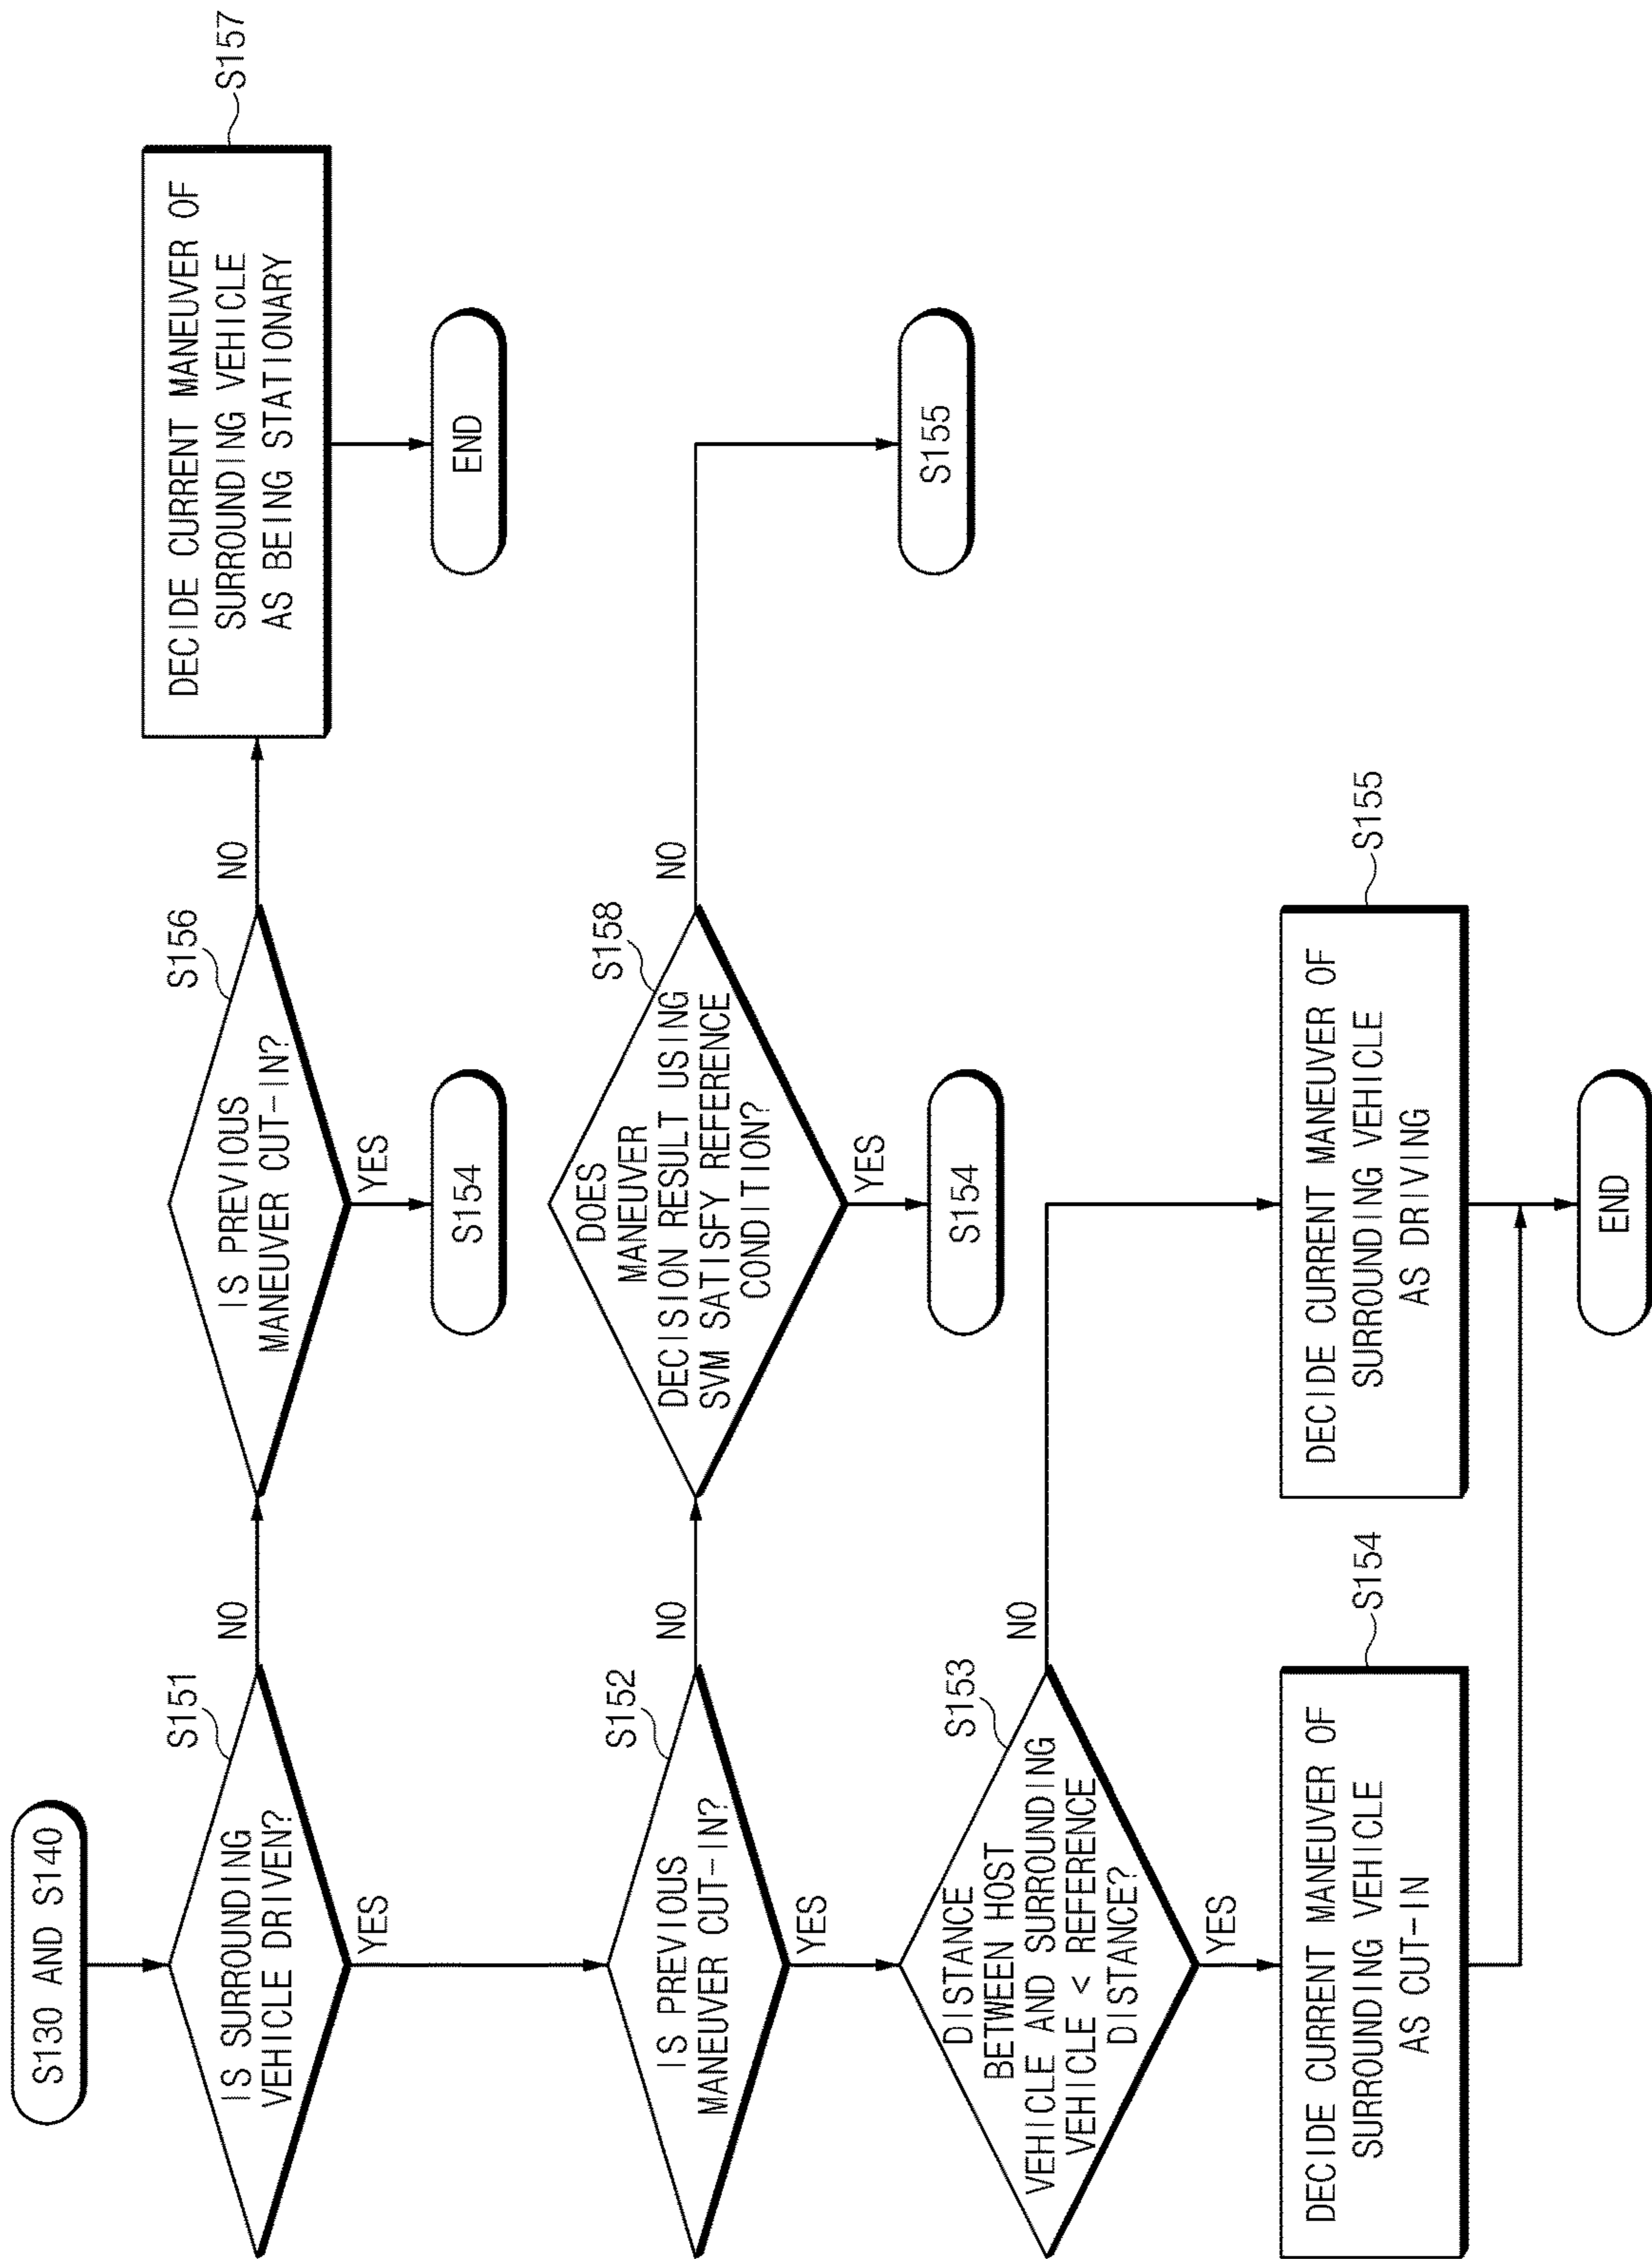 S130 AND S140
S151
IS SURROUNDING
VEHICLE DRIVEN?
NO
YES
S156
IS PREVIOUS
MANEUVER CUT-IN?
NO
YES
S154
S157
DECIDE CURRENT MANEUVER OF
SURROUNDING VEHICLE
AS BEING STATIONARY
END
S152
IS PREVIOUS
MANEUVER CUT-IN?
NO
YES
S158
DOES
MANEUVER
DECISION RESULT USING
SVM SATISFY REFERENCE
CONDITION?
NO
YES
S154
S155
S153
DISTANCE
BETWEEN HOST
VEHICLE AND SURROUNDING
VEHICLE < REFERENCE
DISTANCE?
NO
YES
S154
DECIDE CURRENT MANEUVER OF
SURROUNDING VEHICLE
AS CUT-IN
S155
DECIDE CURRENT MANEUVER OF
SURROUNDING VEHICLE
AS DRIVING
END